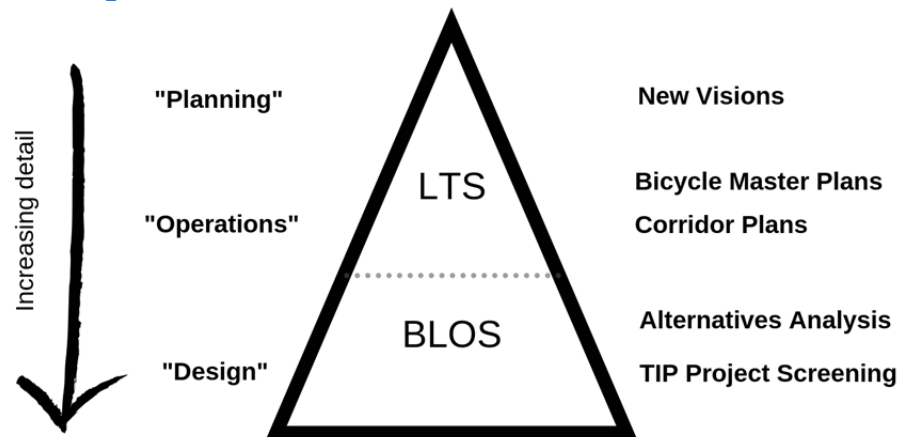 "Planning"
New Visions
Increasing detail
LTS
Bicycle Master Plans
"Operations"
Corridor Plans
BLOS
Alternatives Analysis
"Design"
TIP Project Screening